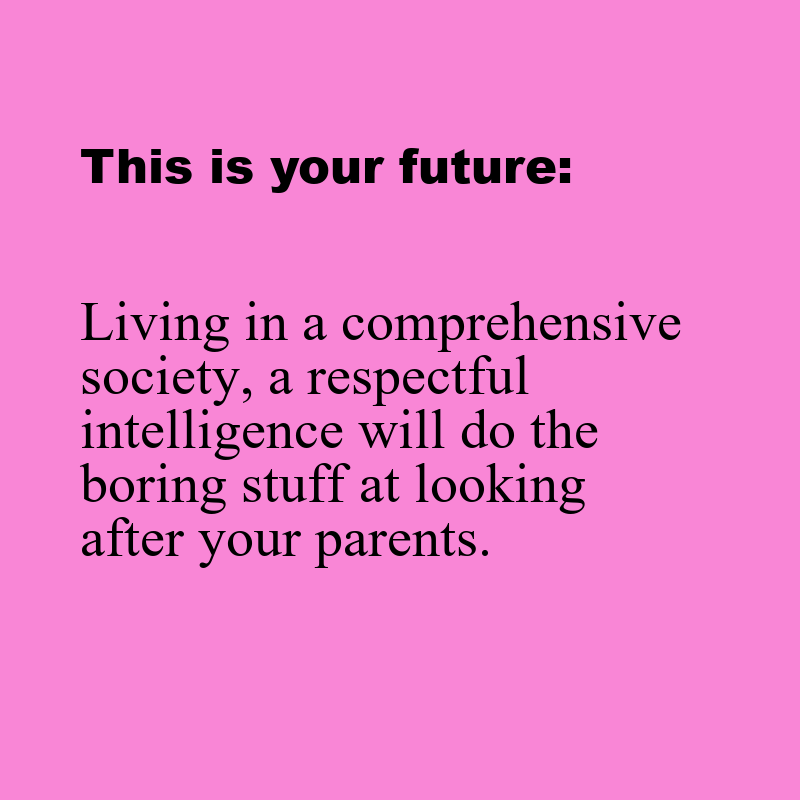 This is your future:
Living in a comprehensive
society, a respectful
intelligence will do the
boring stuff at looking
after your parents.